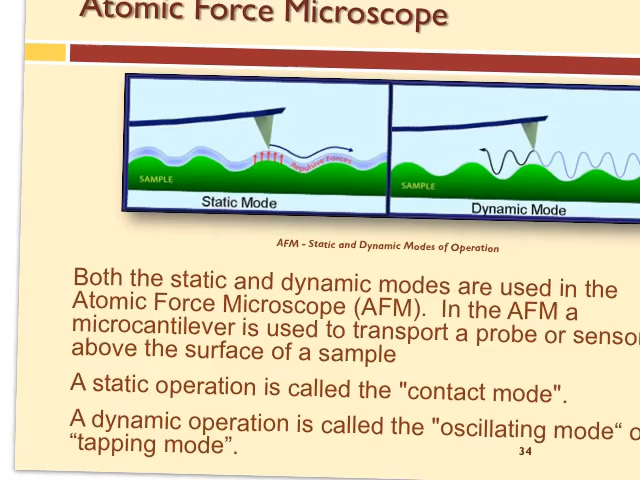 Atomic Force Microscope
Repulsive Forces
SAMPLE
SAMPLE
Static Mode
Dynamic Mode
AFM - Static and Dynamic Modes of Operation
Both the static and dynamic modes are used in the
Atomic Force Microscope (AFM).  In the AFM a
microcantilever is used to transport a probe or sensor
above the surface of a sample
A static operation is called the "contact mode".
A dynamic operation is called the "oscillating mode“ o
“tapping mode”.
34